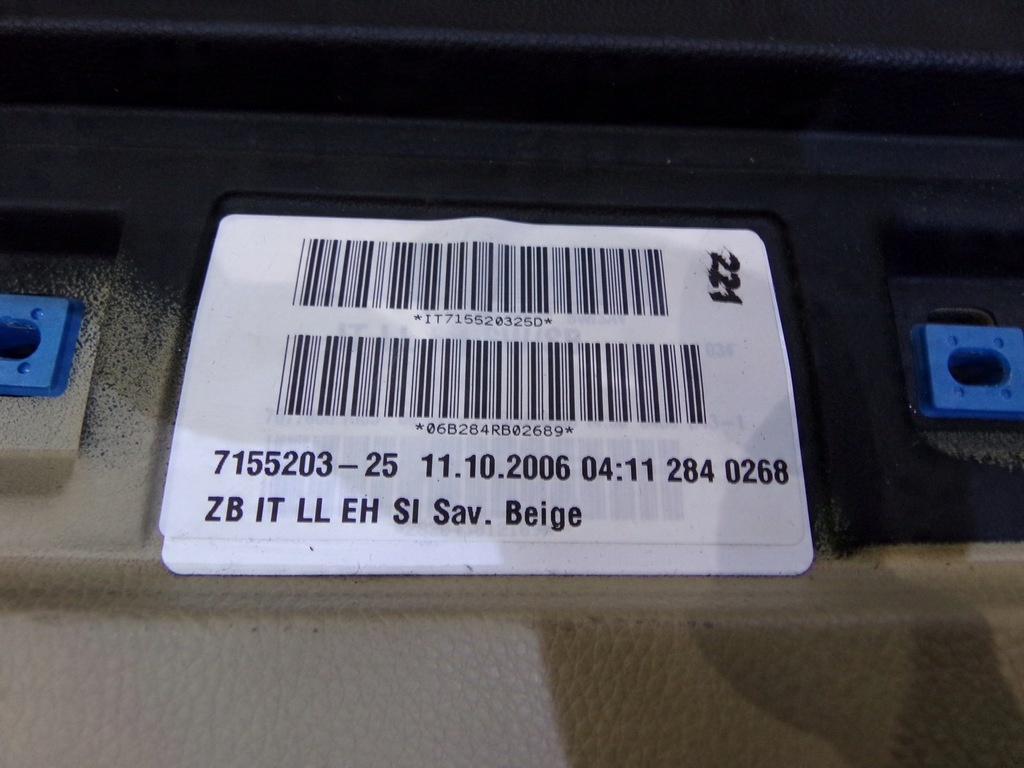 221
*IT715520325D*
*06B284RB02689*
7155203-25 11.10.2006 04:11 284 0268
ZB IT LL EH SI Sav. Beige
034